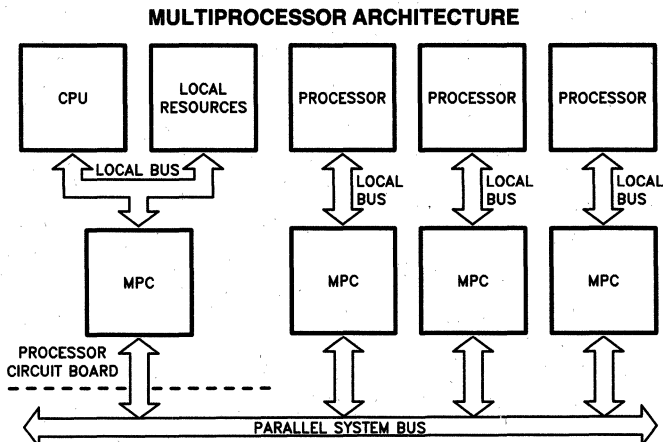 MULTIPROCESSOR ARCHITECTURE
CPU
LOCAL
RESOURCES
PROCESSOR
PROCESSOR
PROCESSOR
LOCAL BUS
LOCAL
BUS
LOCAL
BUS
LOCAL
BUS
MPC
MPC
MPC
MPC
PROCESSOR
CIRCUIT BOARD
PARALLEL SYSTEM BUS